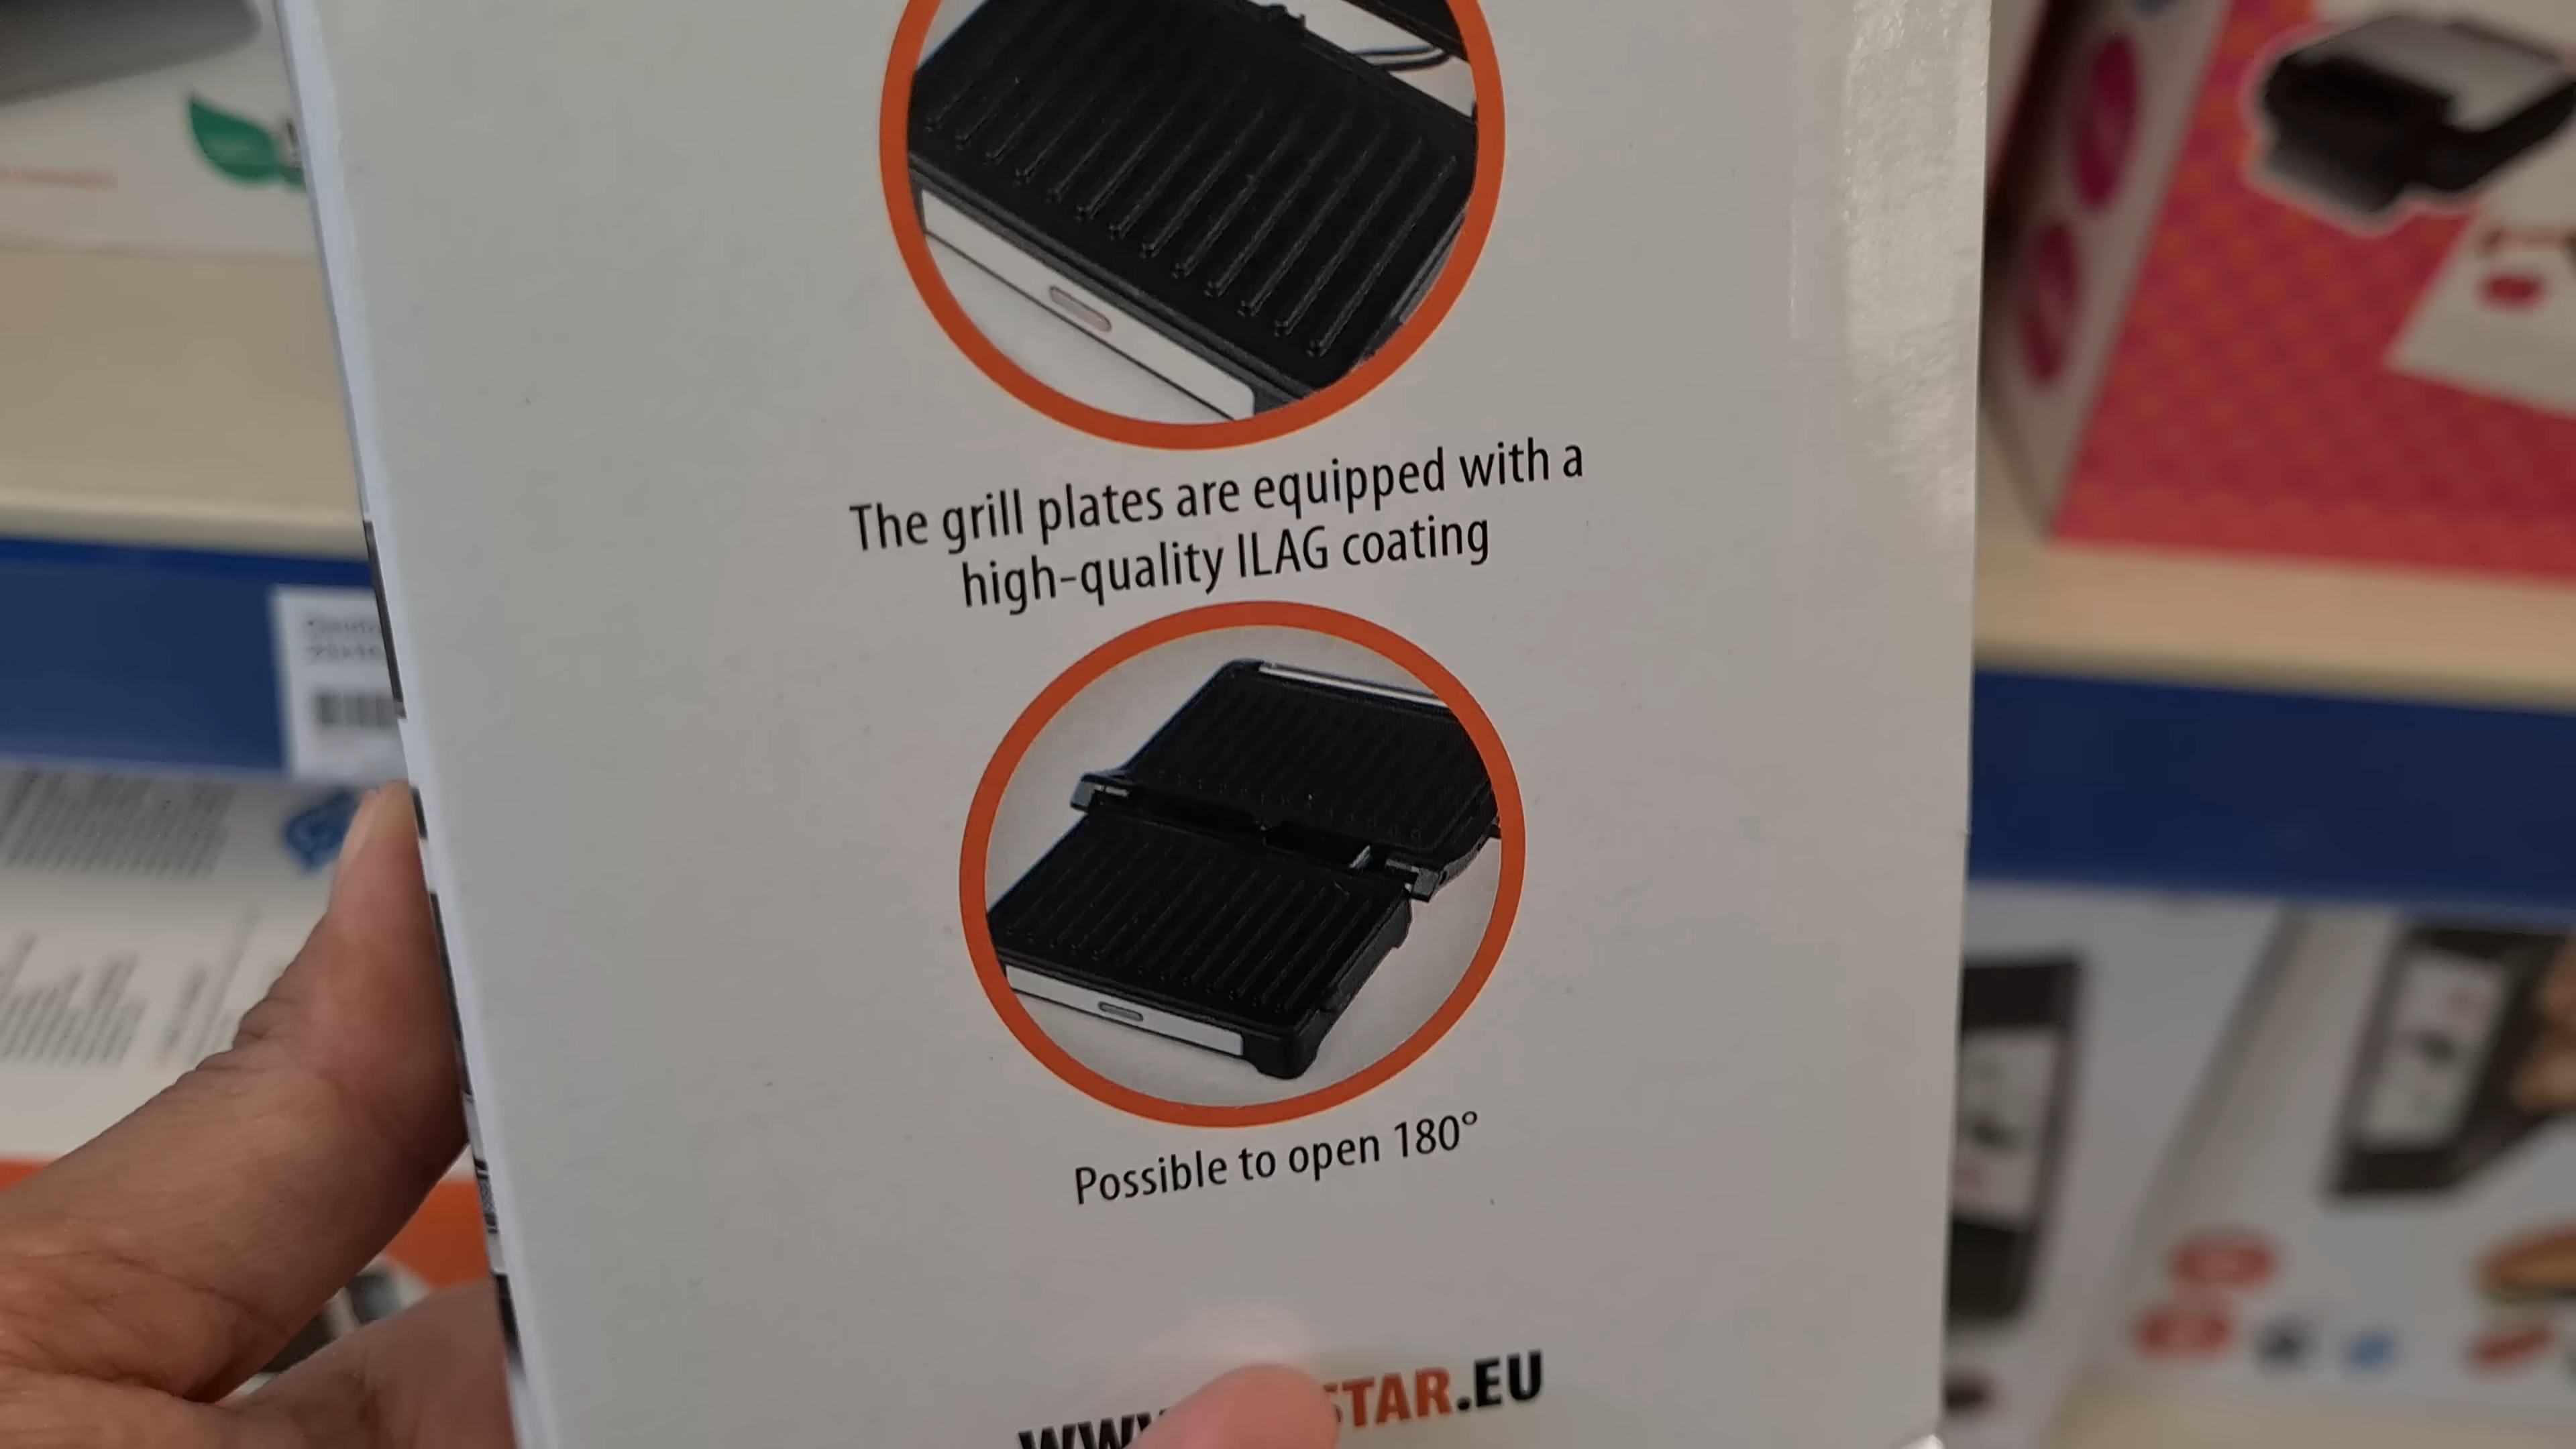 The grill plates are equipped with a
high-quality ILAG coating
Possible to open 180°
STAR.EU